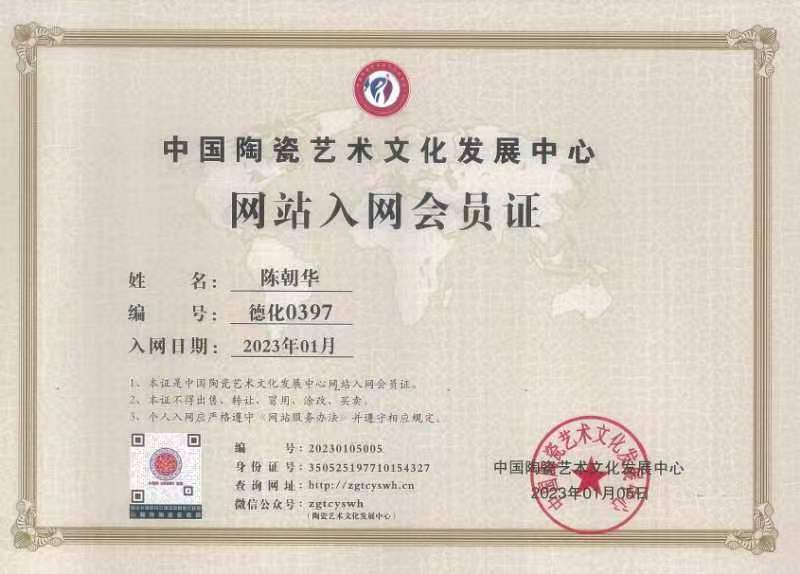 中国陶瓷艺术文化发展中心
网站入网会员证
姓 名：陈朝华
编 号：德化0397
入网日期：2023年01月
1、本证是中国陶瓷艺术文化发展中心网站入网会员证。
2、本证不得出售、转让、冒用、涂改、买卖。
3、个人入网应严格遵守《网站服务办法》并遵守相应规定。
编 号：20230105005
身份证号：350525197710154327
查询网址：http://zgtcyswh.cn
微信公众号：zgtcyswh
（陶瓷艺术文化发展中心）
中国陶瓷艺术文化发展中心
2023年01月05日